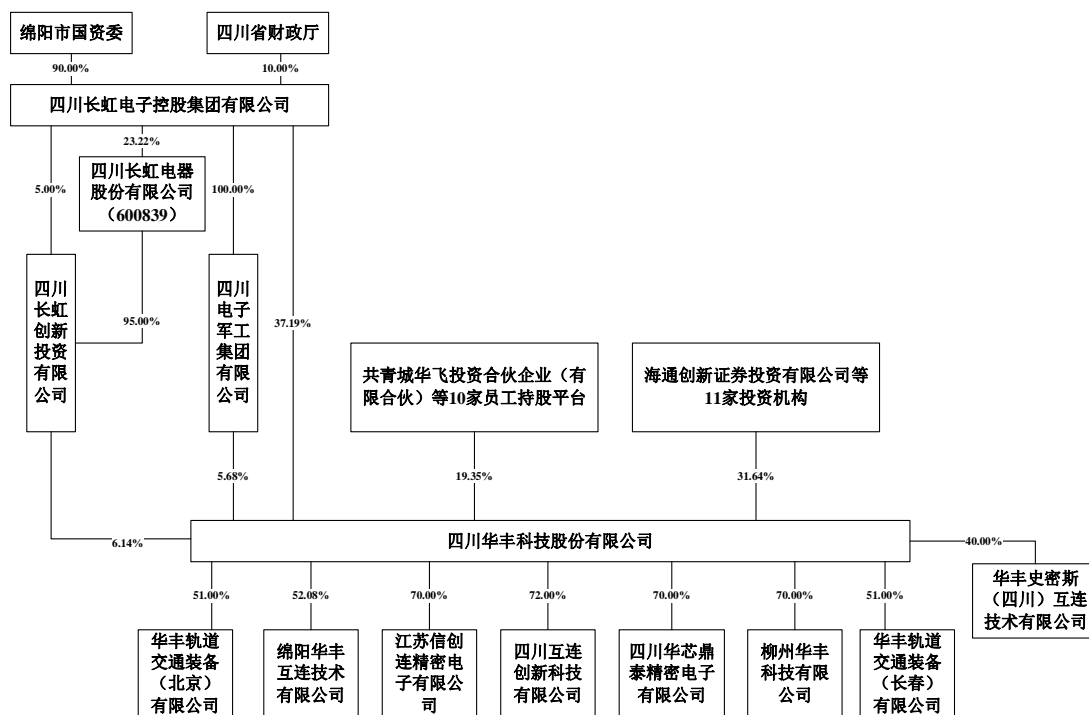 绵阳市国资委
四川省财政厅
90.00%
10.00%
四川长虹电子控股集团有限公司
23.22%
四川长虹电器
股份有限公司
（600839）
5.00%
100.00%
四川
长虹
创新
投资
有限
公司
95.00%
四川
电子
军工
集团
有限
公司
37.19%
共青城华飞投资合伙企业（有
限合伙）等10家员工持股平台
海通创新证券投资有限公司等
11家投资机构
5.68%
19.35%
31.64%
6.14%
四川华丰科技股份有限公司
40.00%
华丰史密斯
（四川）互连
技术有限公司
51.00%
52.08%
70.00%
72.00%
70.00%
70.00%
51.00%
华丰轨道
交通装备
（北京）
有限公司
绵阳华丰
互连技术
有限公司
江苏信创
连精密电
子有限公
司
四川互连
创新科技
有限公司
四川华芯鼎
泰精密电子
有限公司
柳州华丰
科技有限
公司
华丰轨道
交通装备
（长春）
有限公司